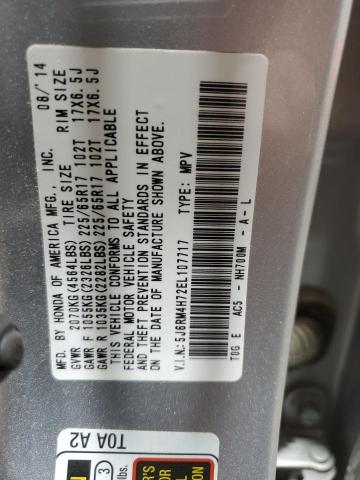 MFD. BY HONDA OF AMERICA MFG., INC. 08/'14
TIRE SIZE RIM SIZE
GVWR 2070KG(4564LBS)
GAWR F 1055KG(2326LBS) 225/65R17 102T 17X6.5J
GAWR R 1035KG(2282LBS) 225/65R17 102T 17X6.5J
THIS VEHICLE CONFORMS TO ALL APPLICABLE
FEDERAL MOTOR VEHICLE SAFETY
AND THEFT PREVENTION STANDARDS IN EFFECT
ON THE DATE OF MANUFACTURE SHOWN ABOVE.
V.I.N.: 5J6RM4H72EL107717 TYPE: MPV
T0G E AC5 - NH700M - A - L
T0A A2
N
3
lbs.